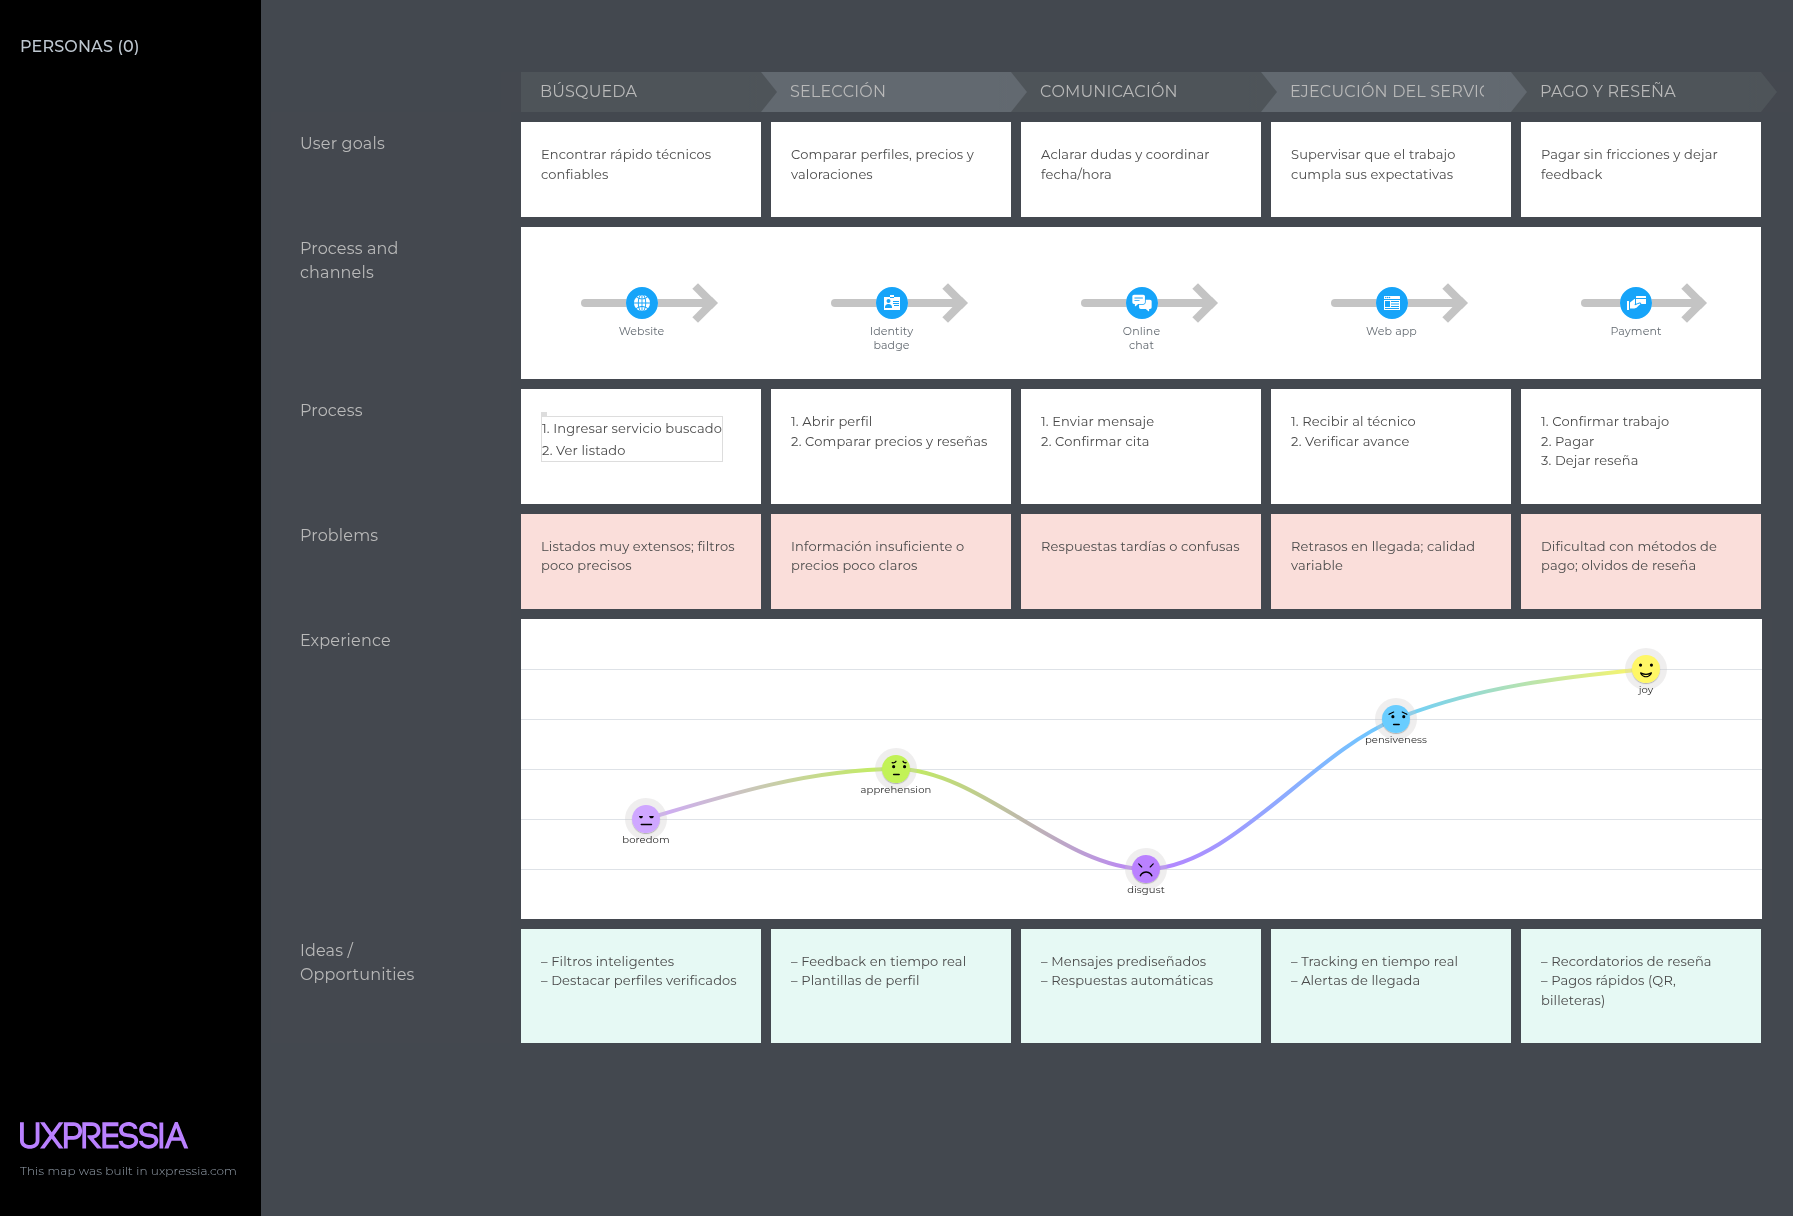 PERSONAS (0)
BÚSQUEDA
SELECCIÓN
COMUNICACIÓN
EJECUCIÓN DEL
PAGO Y RESEÑA
User goals
Encontrar rápido técnicos
confiables
Comparar perfiles, precios y
valoraciones
Aclarar dudas y coordinar
fecha/hora
Supervisar que el trabajo
cumpla sus expectativas
Pagar sin fricciones y dejar
feedback
Process and
channels
Website
Identity
badge
Online
chat
Web app
Payment
Process
1. Ingresar servicio buscado
2. Ver listado
1. Abrir perfil
2. Comparar precios y reseñas
1. Enviar mensaje
2. Confirmar cita
1. Recibir al técnico
2. Verificar avance
1. Confirmar trabajo
2. Pagar
3. Dejar reseña
Problems
Listados muy extensos; filtros
poco precisos
Información insuficiente o
precios poco claros
Respuestas tardías o confusas
Retrasos en llegada; calidad
variable
Dificultad con métodos de
pago; olvidos de reseña
Experience
boredom
apprehension
disgust
pensiveness
joy
Ideas /
Opportunities
– Filtros inteligentes
– Destacar perfiles verificados
– Feedback en tiempo real
– Plantillas de perfil
– Mensajes prediseñados
– Respuestas automáticas
– Tracking en tiempo real
– Alertas de llegada
– Recordatorios de reseña
– Pagos rápidos (QR,
billeteras)
UXPRESSIA
This map was built in uxpressia.com